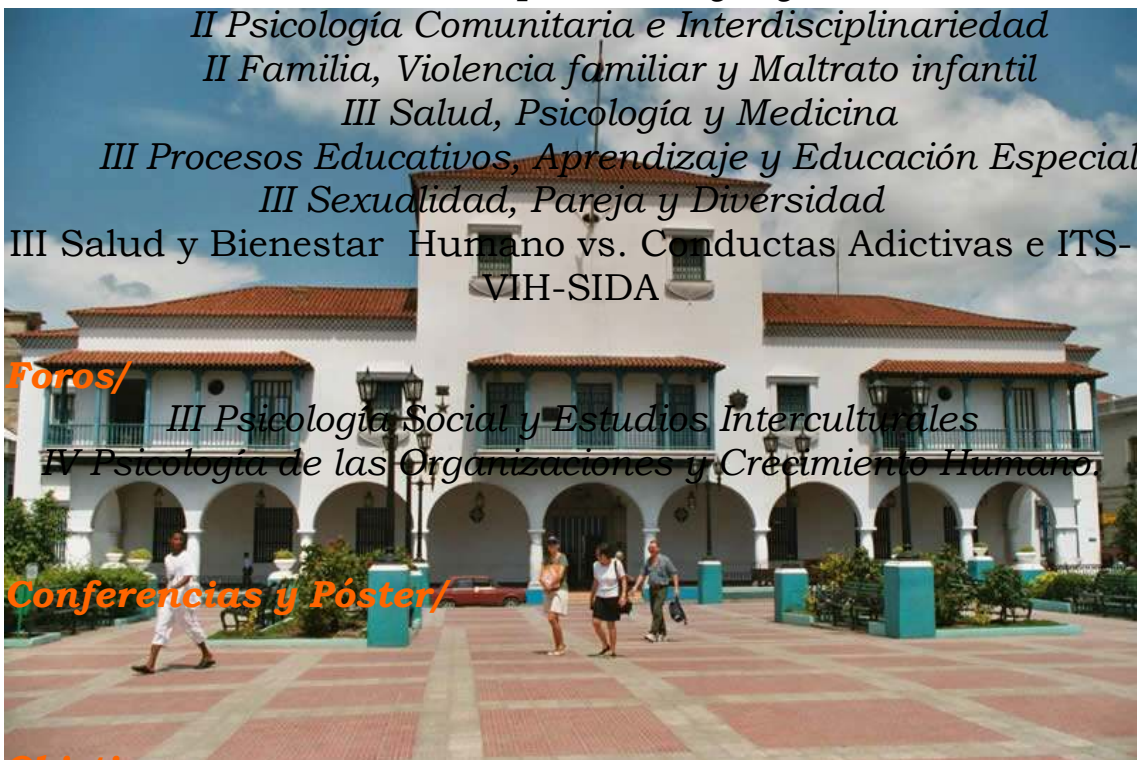 II Psicología Comunitaria e Interdisciplinariedad
II Familia, Violencia familiar y Maltrato infantil
III Salud, Psicología y Medicina
III Procesos Educativos, Aprendizaje y Educación Especial
III Sexualidad, Pareja y Diversidad
III Salud y Bienestar Humano vs. Conductas Adictivas e ITS-
VIH-SIDA
Foros/
III Psicología Social y Estudios Interculturales
IV Psicología de las Organizaciones y Crecimiento Humano.
Conferencias y Póster/